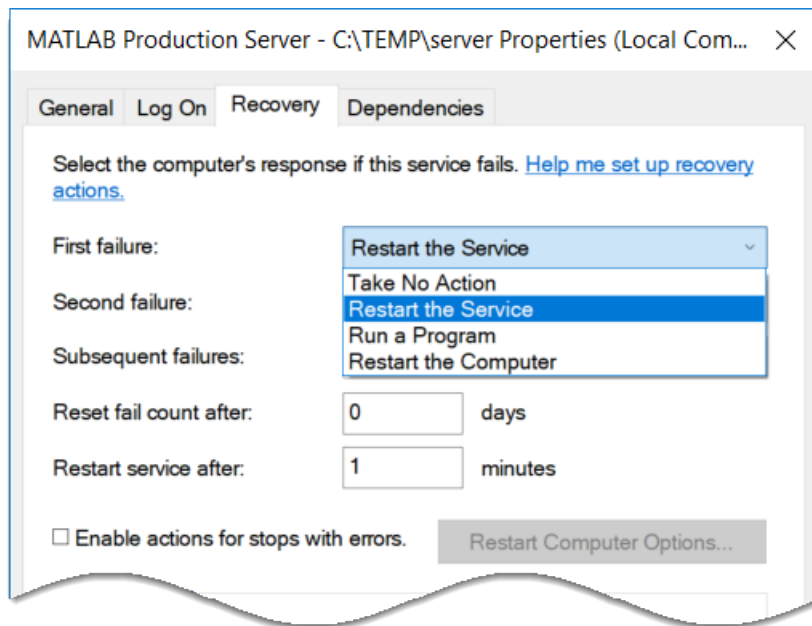 MATLAB Production Server - C:\TEMP\server Properties (Local Com...
General Log On Recovery Dependencies
Select the computer's response if this service fails. Help me set up recovery
actions.
First failure: Restart the Service
Take No Action
Second failure: Restart the Service
Run a Program
Subsequent failures: Restart the Computer
Reset fail count after: 0 days
Restart service after: 1 minutes
Enable actions for stops with errors. Restart Computer Options...